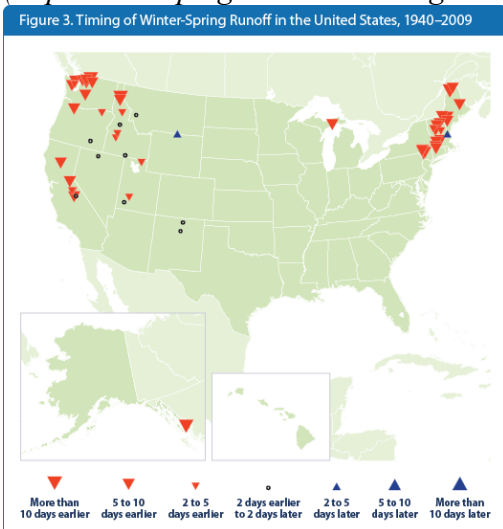 Figure 3. Timing of Winter-Spring Runoff in the United States, 1940–2009
More than
10 days earlier
5 to 10
days earlier
2 to 5
days earlier
2 days earlier
to 2 days later
2 to 5
days later
5 to 10
days later
More than
10 days later